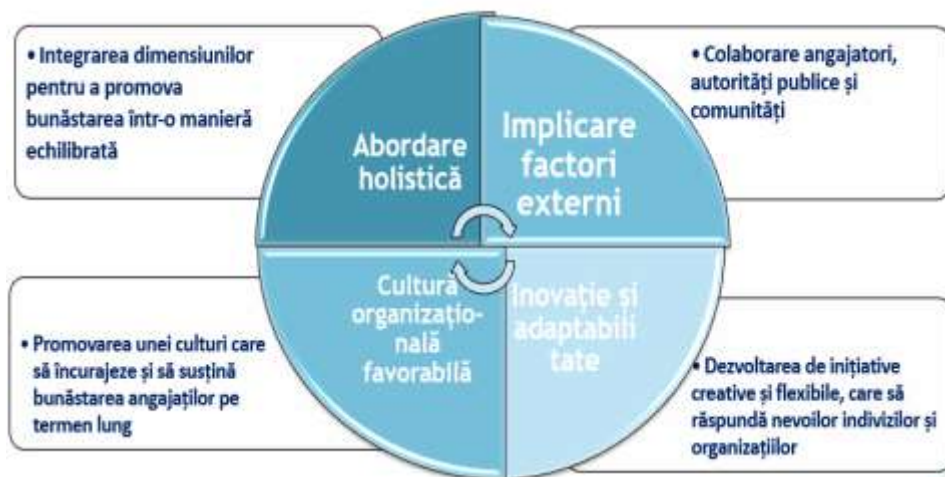 • Integrarea dimensiunilor
pentru a promova
bunăstarea într-o manieră
echilibrată
Abordare
holistică
Implicare
factori
externi
• Colaborare angajatori,
autorități publice și
comunități
• Promovarea unei culturi care
să încurajeze și să susțină
bunăstarea angajaților pe
termen lung
Cultură
organizațio-
nală
favorabilă
Inovație si
adaptabili
tate
• Dezvoltarea de inițiative
creative și flexibile, care să
răspundă nevoilor indivizilor și
organizațiilor